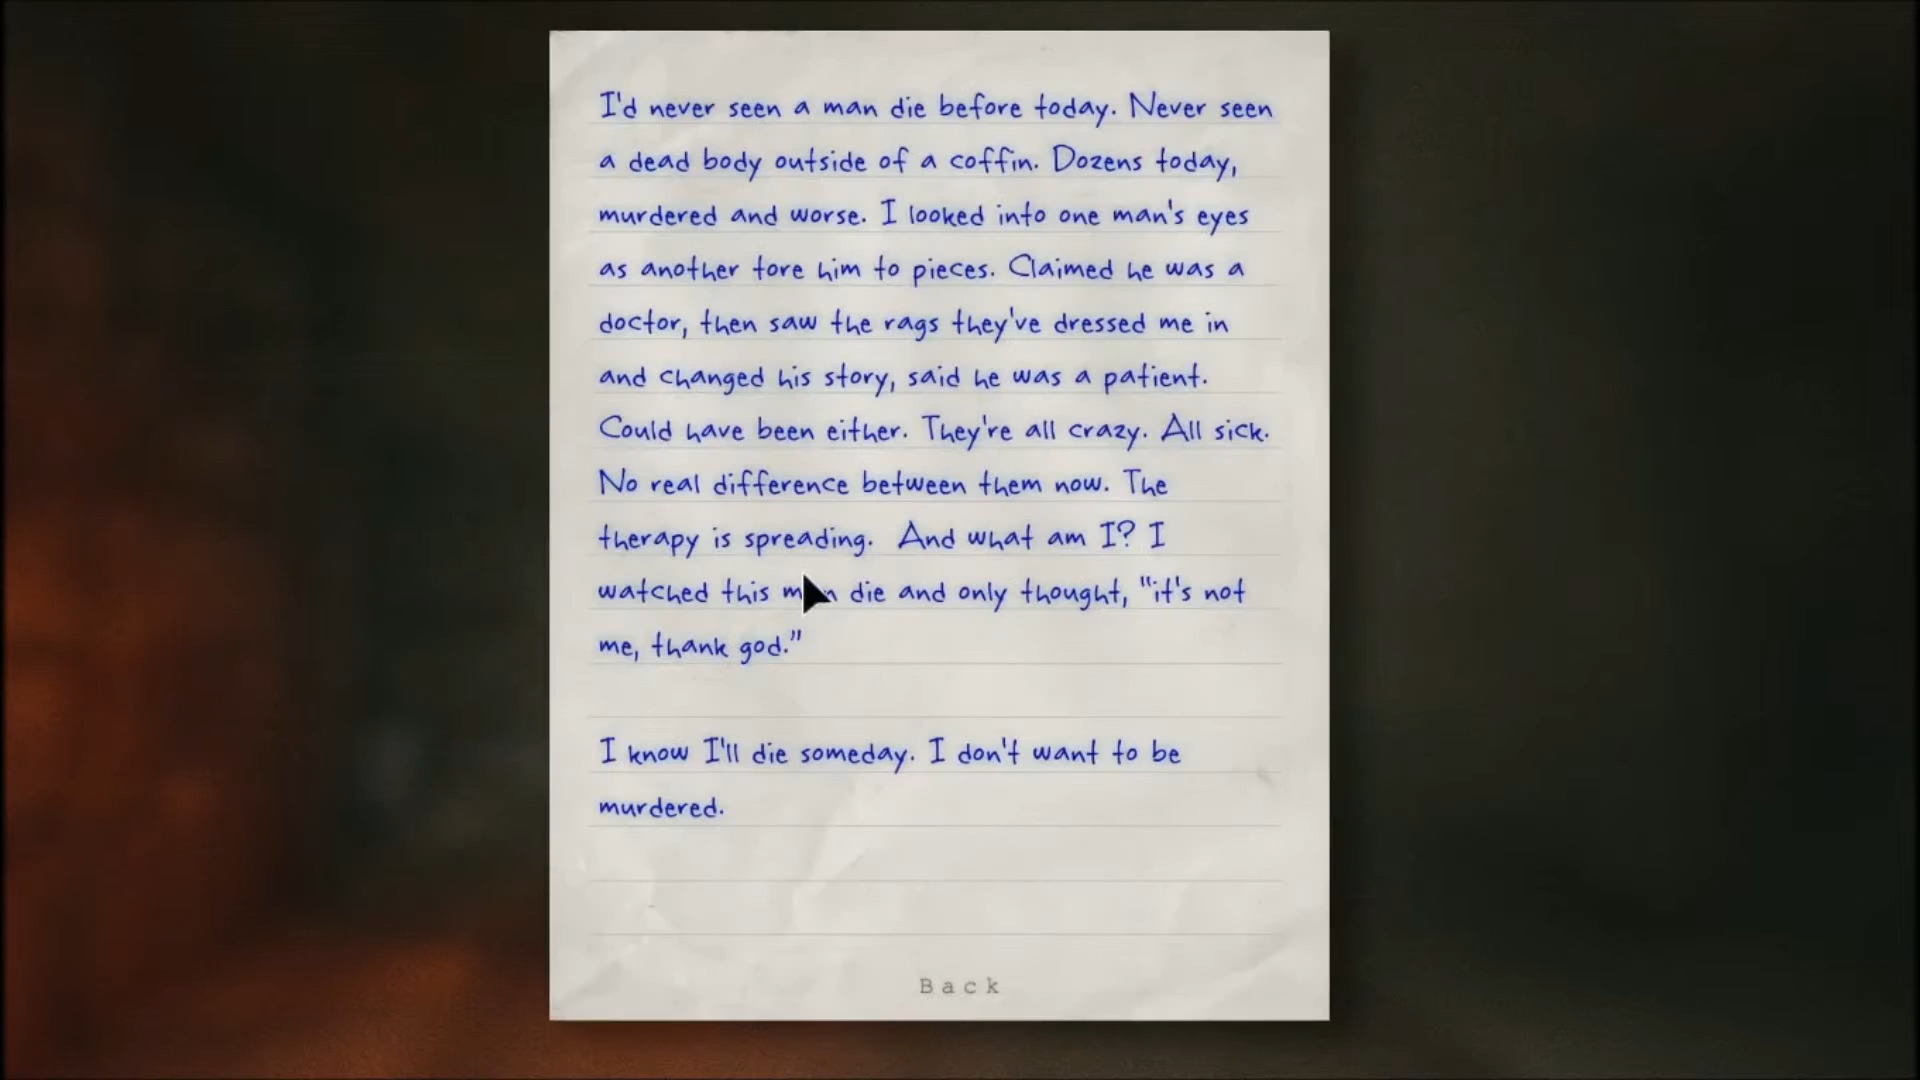 I'd never seen a man die before today. Never seen
a dead body outside of a coffin. Dozens today,
murdered and worse. I looked into one man's eyes
as another tore him to pieces. Claimed he was a
doctor, then saw the rags they've dressed me in
and changed his story, said he was a patient.
Could have been either. They're all crazy. All sick.
No real difference between them now. The
therapy is spreading. And what am I? I
watched this man die and only thought, "it's not
me, thank god."
I know I'll die someday. I don't want to be
murdered.
Back